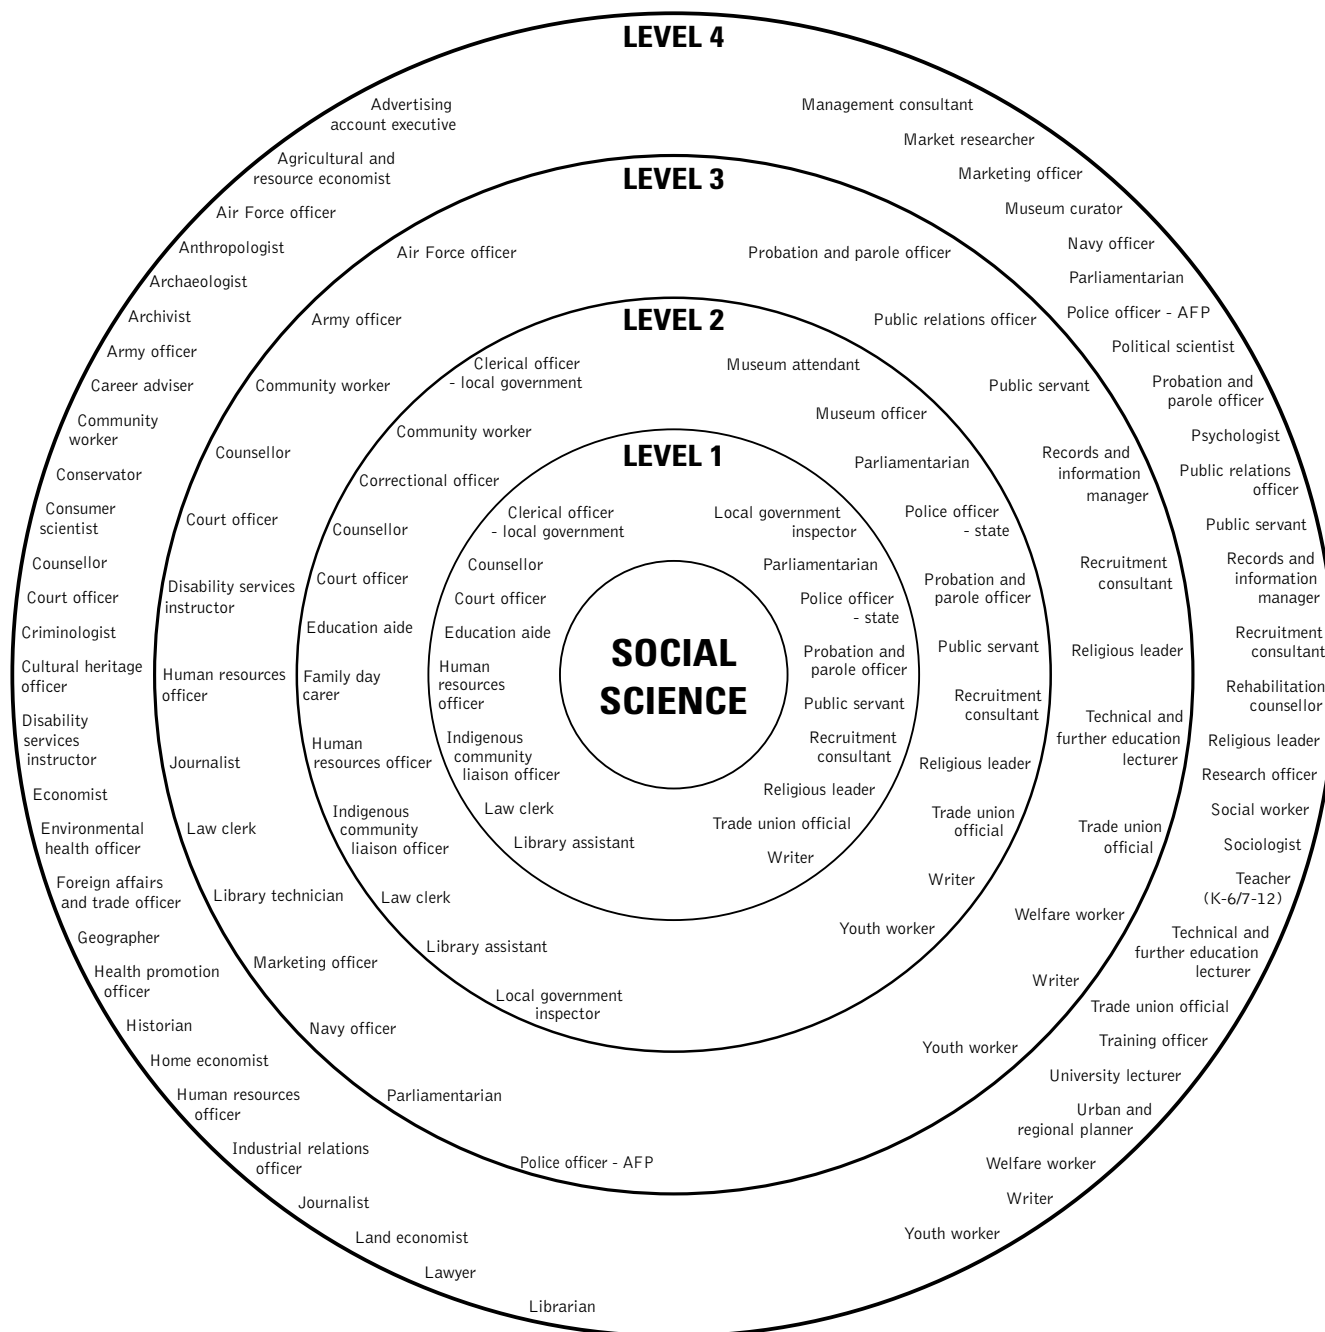 LEVEL 4
Advertising
account executive
Agricultural and
resource economist
Air Force officer
Anthropologist
Archaeologist
Archivist
Army officer
Career adviser
Community
worker
Conservator
Consumer
scientist
Counsellor
Court officer
Criminologist
Cultural heritage
officer
Disability
services
instructor
Economist
Environmental
health officer
Foreign affairs
and trade officer
Geographer
Health promotion
officer
Historian
Home economist
Human resources
officer
Industrial relations
officer
Journalist
Land economist
Lawyer
Librarian
Management consultant
Market researcher
Marketing officer
Museum curator
Navy officer
Parliamentarian
Police officer - AFP
Political scientist
Probation and
parole officer
Psychologist
Public relations
officer
Public servant
Records and
information
manager
Recruitment
consultant
Rehabilitation
counsellor
Religious leader
Research officer
Social worker
Sociologist
Teacher
(K-6/7-12)
Technical and
further education
lecturer
Trade union official
Training officer
University lecturer
Urban and
regional planner
Welfare worker
Writer
Youth worker
LEVEL 3
Air Force officer
Army officer
Community worker
Counsellor
Court officer
Disability services
instructor
Human resources
officer
Journalist
Law clerk
Library technician
Marketing officer
Navy officer
Parliamentarian
Police officer - AFP
Probation and parole officer
Public relations officer
Public servant
Records and
information
manager
Recruitment
consultant
Religious leader
Technical and
further education
lecturer
Trade union
official
Welfare worker
Writer
Youth worker
LEVEL 2
Clerical officer
- local government
Community worker
Correctional officer
Counsellor
Court officer
Education aide
Family day
carer
Human
resources officer
Indigenous
community
liaison officer
Law clerk
Library assistant
Local government
inspector
Museum attendant
Museum officer
Parliamentarian
Police officer
- state
Probation and
parole officer
Public servant
Recruitment
consultant
Religious leader
Trade union
official
Writer
Youth worker
LEVEL 1
Clerical officer
- local government
Counsellor
Court officer
Education aide
Human
resources
officer
Indigenous
community
liaison officer
Law clerk
Library assistant
Local government
inspector
Parliamentarian
Police officer
- state
Probation and
parole officer
Public servant
Recruitment
consultant
Religious leader
Trade union official
Writer
SOCIAL
SCIENCE